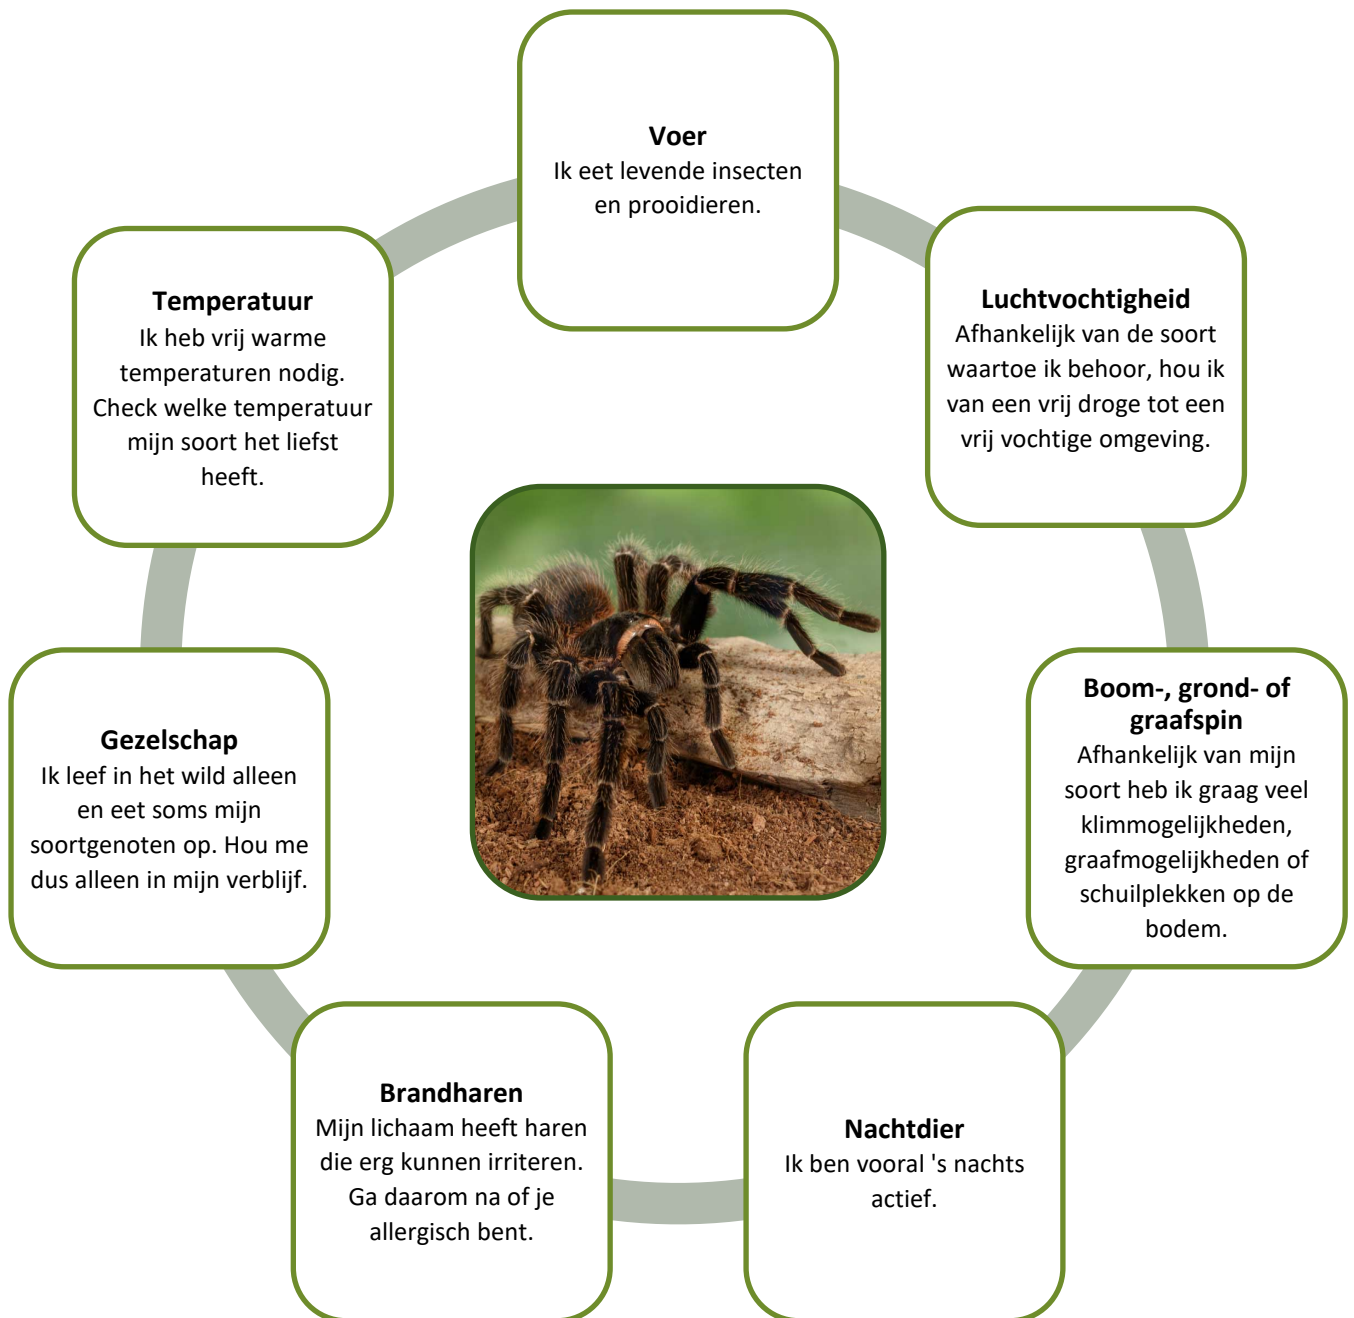 Voer
Ik eet levende insecten
en prooidieren.
Luchtvochtigheid
Afhankelijk van de soort
waartoe ik behoor, hou ik
van een vrij droge tot een
vrij vochtige omgeving.
Boom-, grond- of
graafspin
Afhankelijk van mijn
soort heb ik graag veel
klimmogelijkheden,
graafmogelijkheden of
schuilplekken op de
bodem.
Nachtdier
Ik ben vooral 's nachts
actief.
Brandharen
Mijn lichaam heeft haren
die erg kunnen irriteren.
Ga daarom na of je
allergisch bent.
Gezelschap
Ik leef in het wild alleen
en eet soms mijn
soortgenoten op. Hou me
dus alleen in mijn verblijf.
Temperatuur
Ik heb vrij warme
temperaturen nodig.
Check welke temperatuur
mijn soort het liefst
heeft.